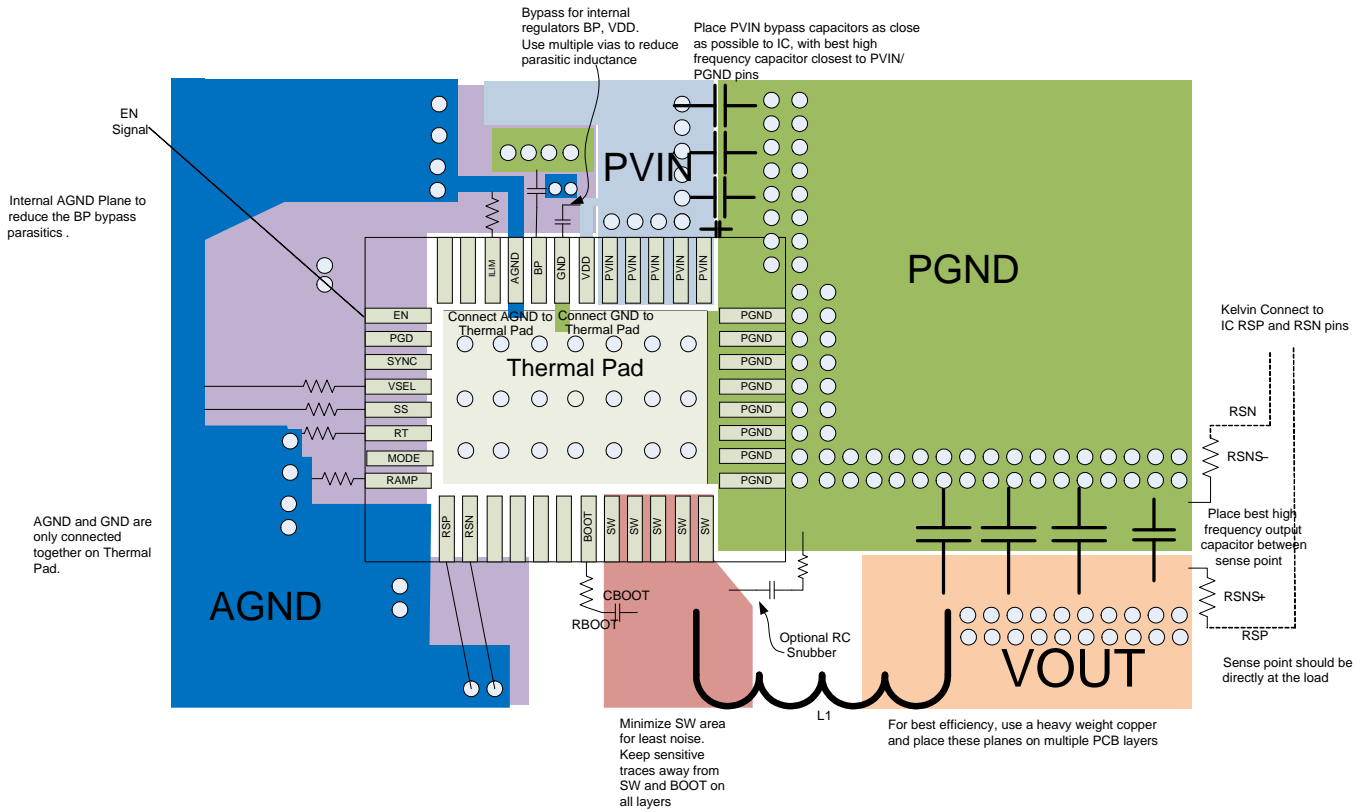 Bypass for internal
regulators BP, VDD.
Use multiple vias to reduce
parasitic inductance
Place PVIN bypass capacitors as close
as possible to IC, with best high
frequency capacitor closest to PVIN/
PGND pins
EN
Signal
Internal AGND Plane to
reduce the BP bypass
parasitics .
PVIN
PGND
ILIM
AGND
BP
GND
VDD
PVIN
PVIN
PVIN
PVIN
PVIN
EN
PGD
SYNC
VSEL
SS
RT
MODE
RAMP
Connect AGND to
Thermal Pad
Connect GND to
Thermal Pad
Thermal Pad
PGND
PGND
PGND
PGND
PGND
PGND
PGND
PGND
Kelvin Connect to
IC RSP and RSN pins
RSN
RSNS–
Place best high
frequency output
capacitor between
sense point
RSNS+
RSP
Sense point should be
directly at the load
RSP
RSN
BOOT
SW
SW
SW
SW
SW
AGND and GND are
only connected
together on Thermal
Pad.
AGND
CBOOT
RBOOT
Optional RC
Snubber
VOUT
L1
Minimize SW area
for least noise.
Keep sensitive
traces away from
SW and BOOT on
all layers
For best efficiency, use a heavy weight copper
and place these planes on multiple PCB layers